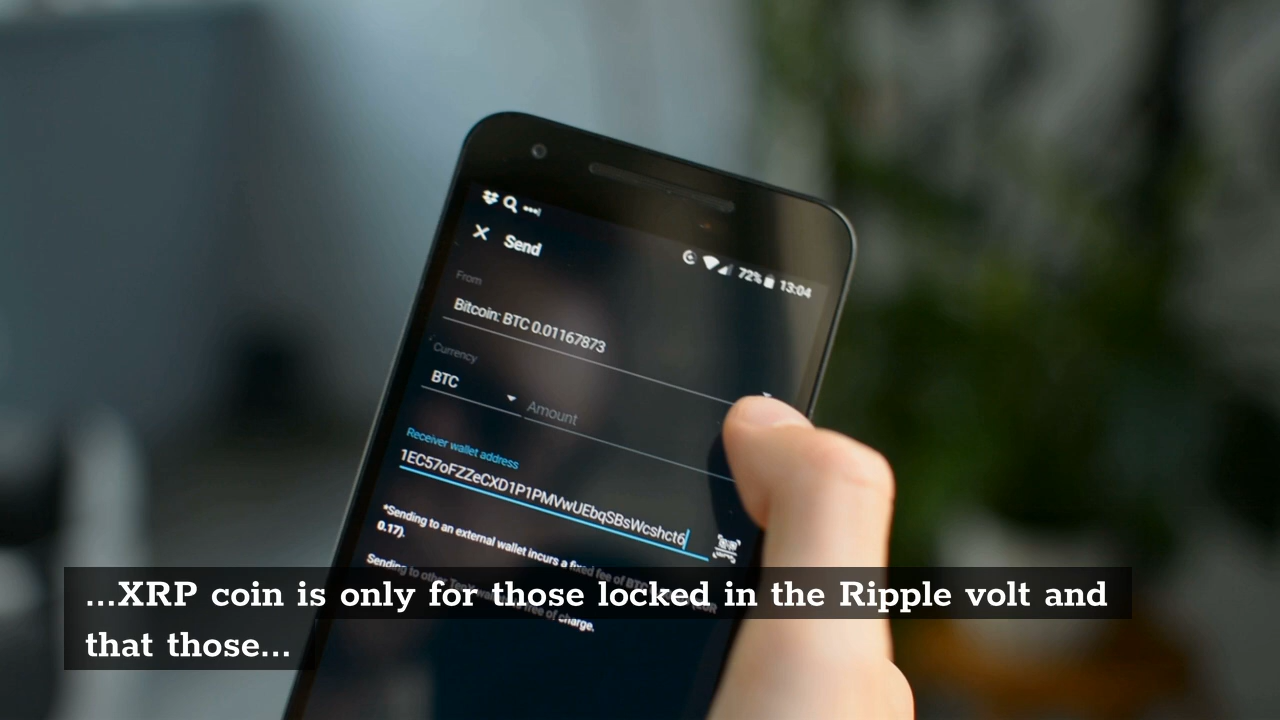 •••
Send
72% 13:04
From
Bitcoin: BTC 0.01167873
Currency
BTC
Amount
Receiver wallet address
1EC57oFZZeCXD1P1PMVwUEbqSBsWcshct6
*Sending to an external wallet incurs a fixed fee of BTC
0.17).
Sending to other TenX free of charge.
...XRP coin is only for those locked in the Ripple volt and
that those...